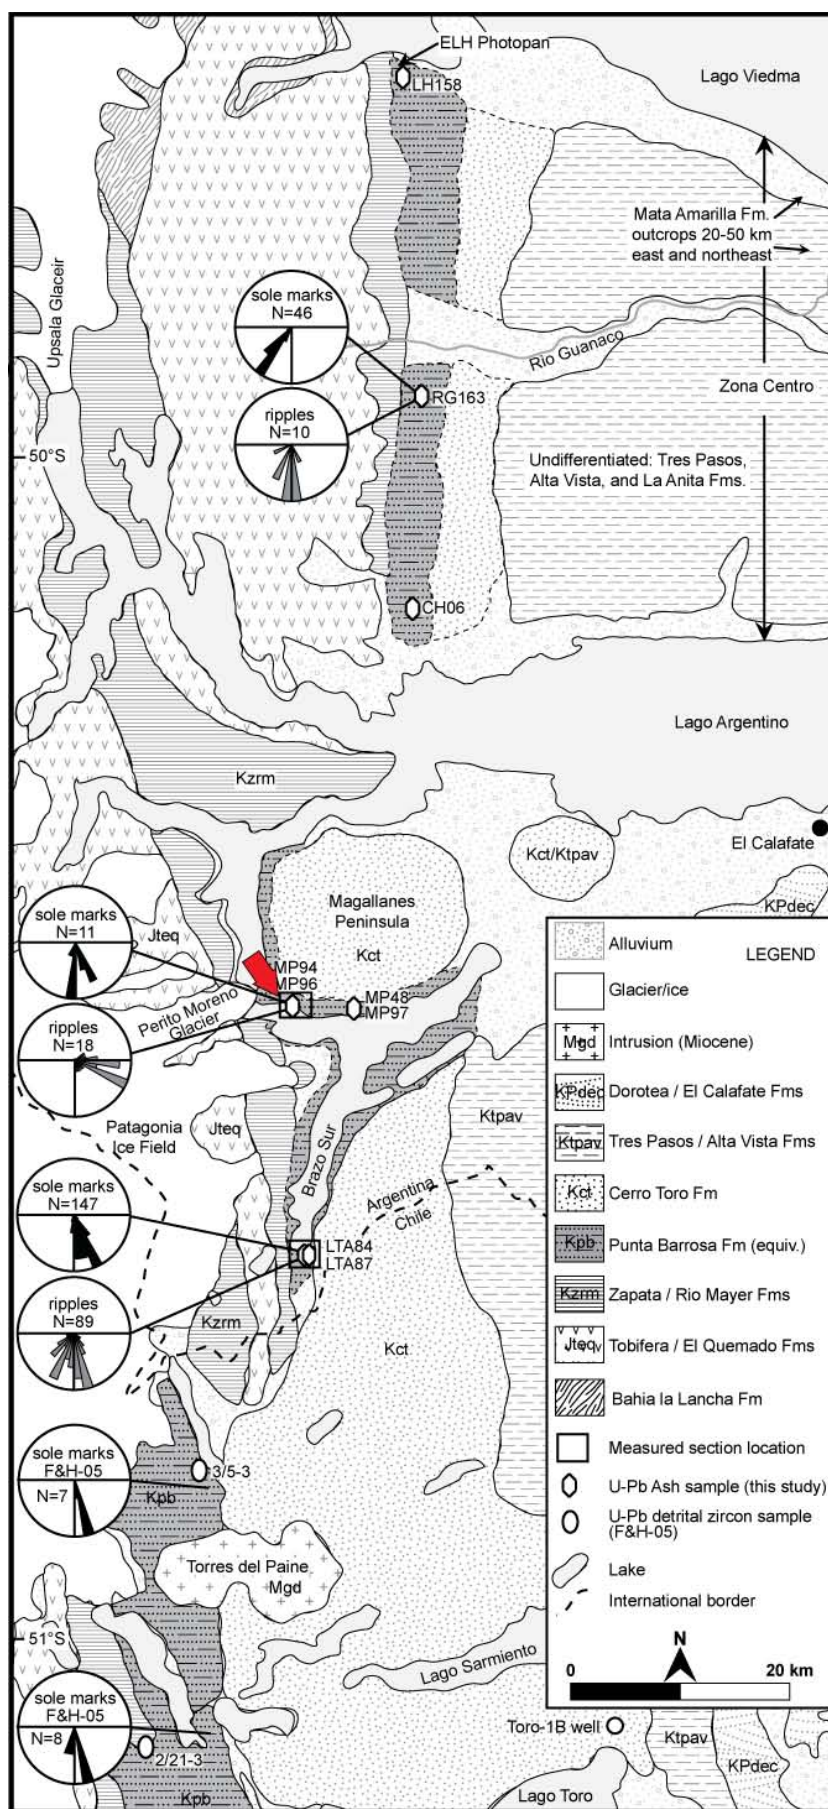 ELH Photopan
LH158
Lago Viedma
Mata Amarilla Fm.
outcrops 20-50 km
east and northeast
Upsala Glaceir
sole marks
N=46
Rio Guanaco
Zona Centro
RG163
ripples
N=10
50°S
Undifferentiated: Tres Pasos,
Alta Vista, and La Anita Fms.
CH06
Lago Argentino
Kzrm
El Calafate
Kct/Ktpav
KPdec
Magallanes
Peninsula
Kct
sole marks
N=11
Jteq
MP94
MP96
MP48
MP97
Perito Moreno
Glacier
ripples
N=18
Patagonia
Ice Field
Jteq
Ktpav
Brazo Sur
Argentina
Chile
sole marks
N=147
LTA84
LTA87
ripples
N=89
Kzrm
Kct
sole marks
F&H-05
N=7
3/5-3
Kpb
Torres del Paine
Mgd
51°S
Lago Sarmiento
sole marks
F&H-05
N=8
2/21-3
Kpb
Toro-1B well
Lago Toro
Ktpav
KPdec
LEGEND
Alluvium
Glacier/ice
Mgd
Intrusion (Miocene)
KPdec
Dorotea / El Calafate Fms
Ktpav
Tres Pasos / Alta Vista Fms
Kct
Cerro Toro Fm
Kpb
Punta Barrosa Fm (equiv.)
Kzrm
Zapata / Rio Mayer Fms
Jteq
Tobifera / El Quemado Fms
Bahia la Lancha Fm
Measured section location
U-Pb Ash sample (this study)
U-Pb detrital zircon sample
(F&H-05)
Lake
International border
N
0 20 km